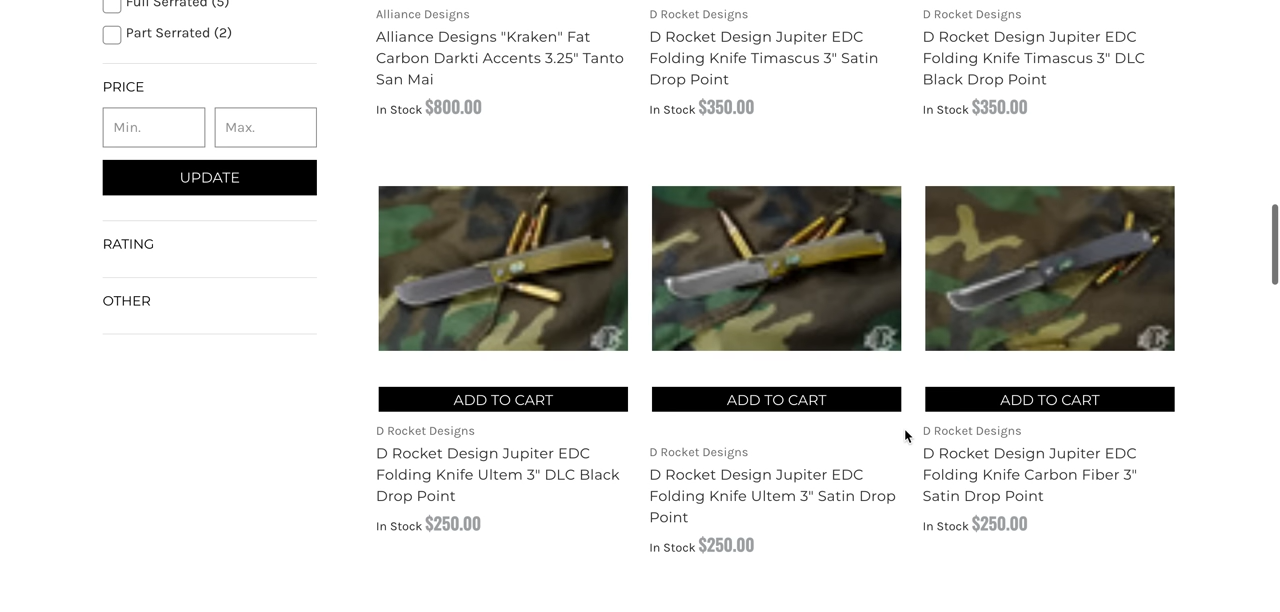 Full Serrated (5)
Part Serrated (2)
PRICE
Min.
Max.
UPDATE
RATING
OTHER
Alliance Designs
Alliance Designs "Kraken" Fat
Carbon Darkti Accents 3.25" Tanto
San Mai
In Stock $800.00
D Rocket Designs
D Rocket Design Jupiter EDC
Folding Knife Timascus 3" Satin
Drop Point
In Stock $350.00
D Rocket Designs
D Rocket Design Jupiter EDC
Folding Knife Timascus 3" DLC
Black Drop Point
In Stock $350.00
ADD TO CART
D Rocket Designs
D Rocket Design Jupiter EDC
Folding Knife Ultem 3" DLC Black
Drop Point
In Stock $250.00
ADD TO CART
D Rocket Designs
D Rocket Design Jupiter EDC
Folding Knife Ultem 3" Satin Drop
Point
In Stock $250.00
ADD TO CART
D Rocket Designs
D Rocket Design Jupiter EDC
Folding Knife Carbon Fiber 3"
Satin Drop Point
In Stock $250.00